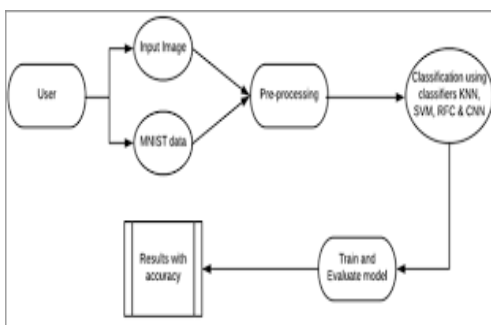 User
Input Image
MNIST data
Pre-processing
Classification using
classifiers KNN,
SVM, RFC & CNN
Train and
Evaluate model
Results with
accuracy